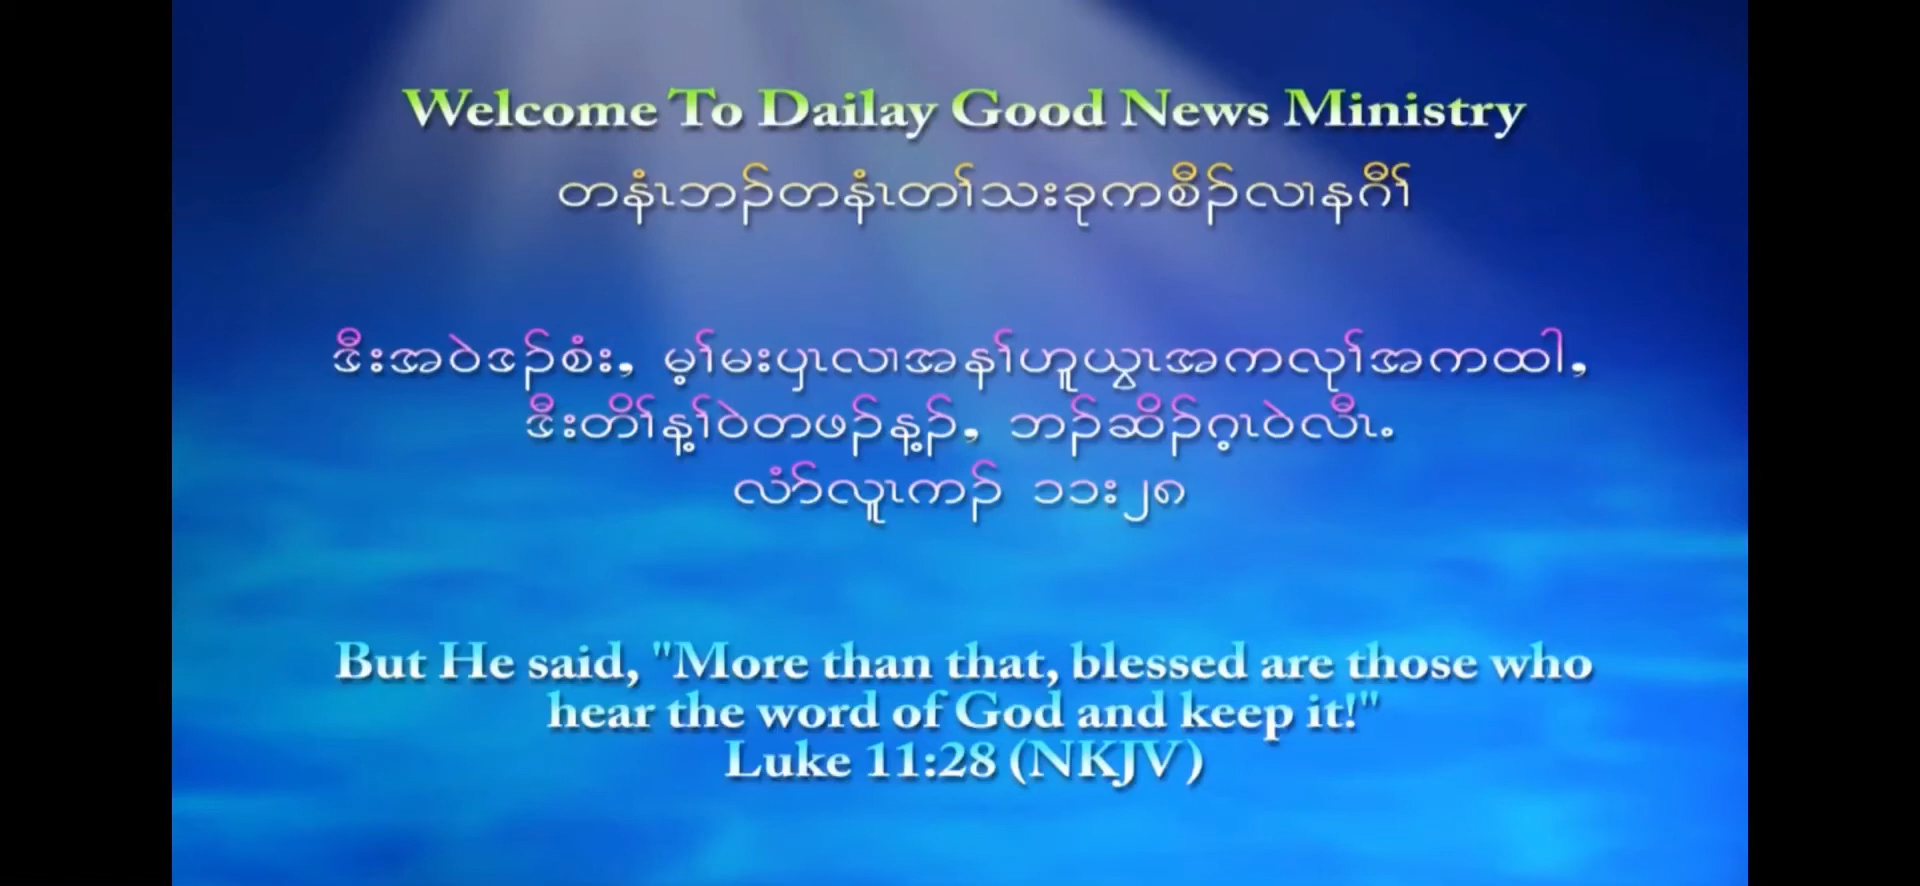 Welcome To Dailay Good News Ministry
တနံၤဘၣ်တနံၤတၢ်သးခုကစီၣ်လၢနဂီၢ်
ဒီးအဝဲဒၣ်စံး, မ့ၢ်မးပှၤလၢအနၢ်ဟူယွၤအကလုၢ်အကထါ,
ဒီးတိၢ်န့ၢ်ဝဲတဖၣ်န့ၣ်, ဘၣ်ဆိၣ်ဂ့ၤဝဲလီၤ.
လံာ်လူၤကၣ် ၁၁း၂၈
But He said, "More than that, blessed are those who
hear the word of God and keep it!"
Luke 11:28 (NKJV)